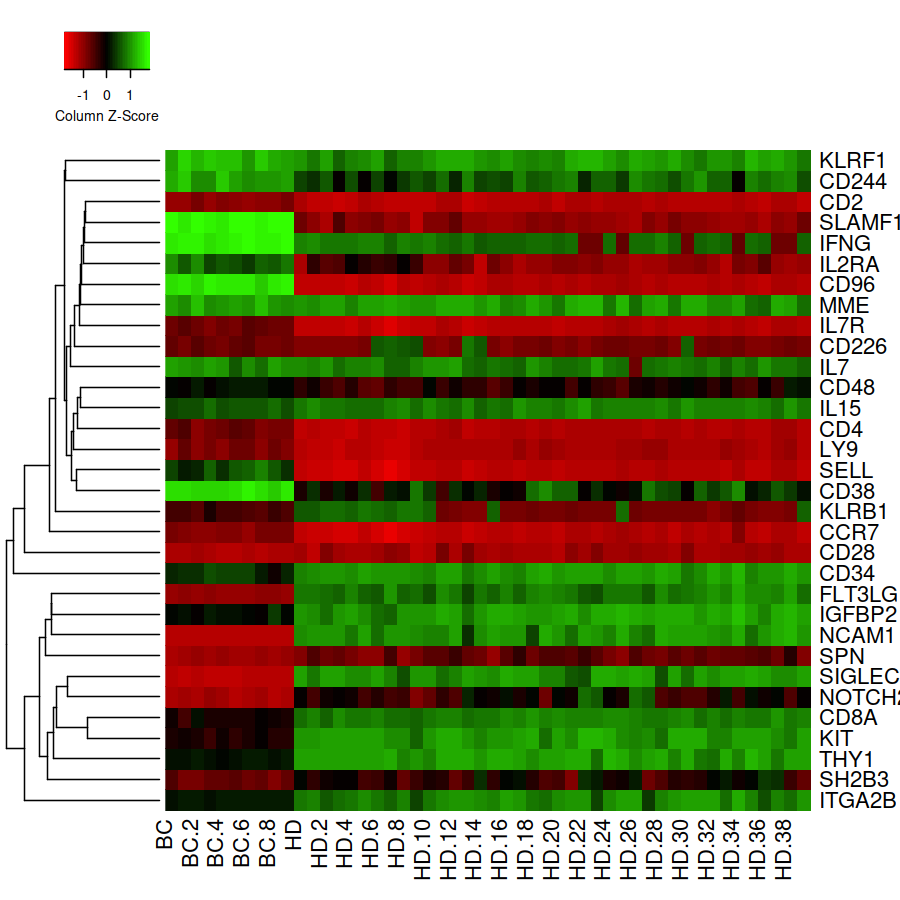 -1 0 1
Column Z-Score
KLRF1
CD244
CD2
SLAMF1
IFNG
IL2RA
CD96
MME
IL7R
CD226
IL7
CD48
IL15
CD4
LY9
SELL
CD38
KLRB1
CCR7
CD28
CD34
FLT3LG
IGFBP2
NCAM1
SPN
SIGLEC
NOTCH2
CD8A
KIT
THY1
SH2B3
ITGA2B
BC
BC.2
BC.4
BC.6
BC.8
HD
HD.2
HD.4
HD.6
HD.8
HD.10
HD.12
HD.14
HD.16
HD.18
HD.20
HD.22
HD.24
HD.26
HD.28
HD.30
HD.32
HD.34
HD.36
HD.38